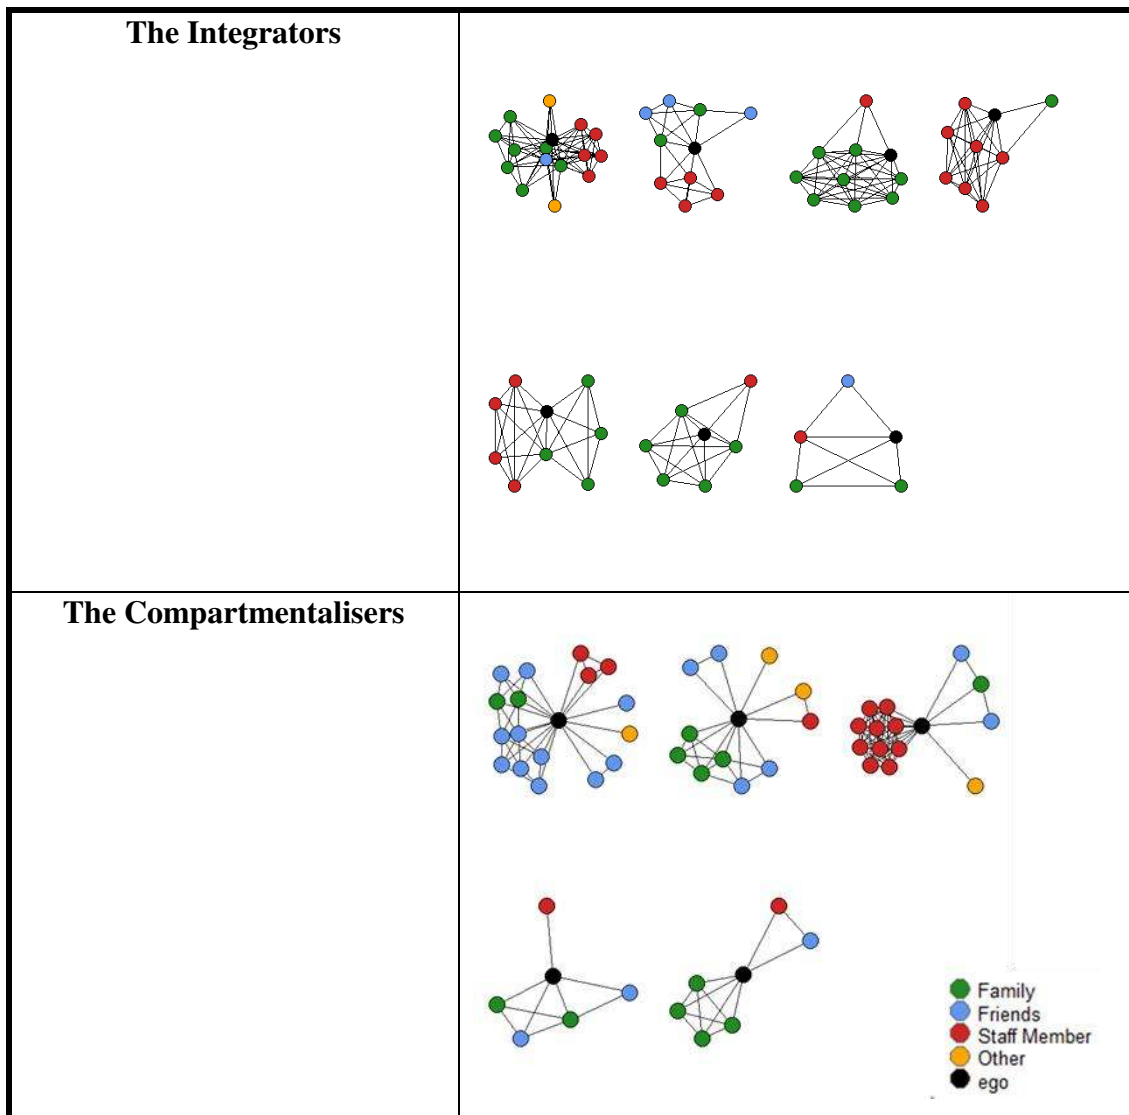 The Integrators
The Compartmentalisers
Family
Friends
Staff Member
Other
ego